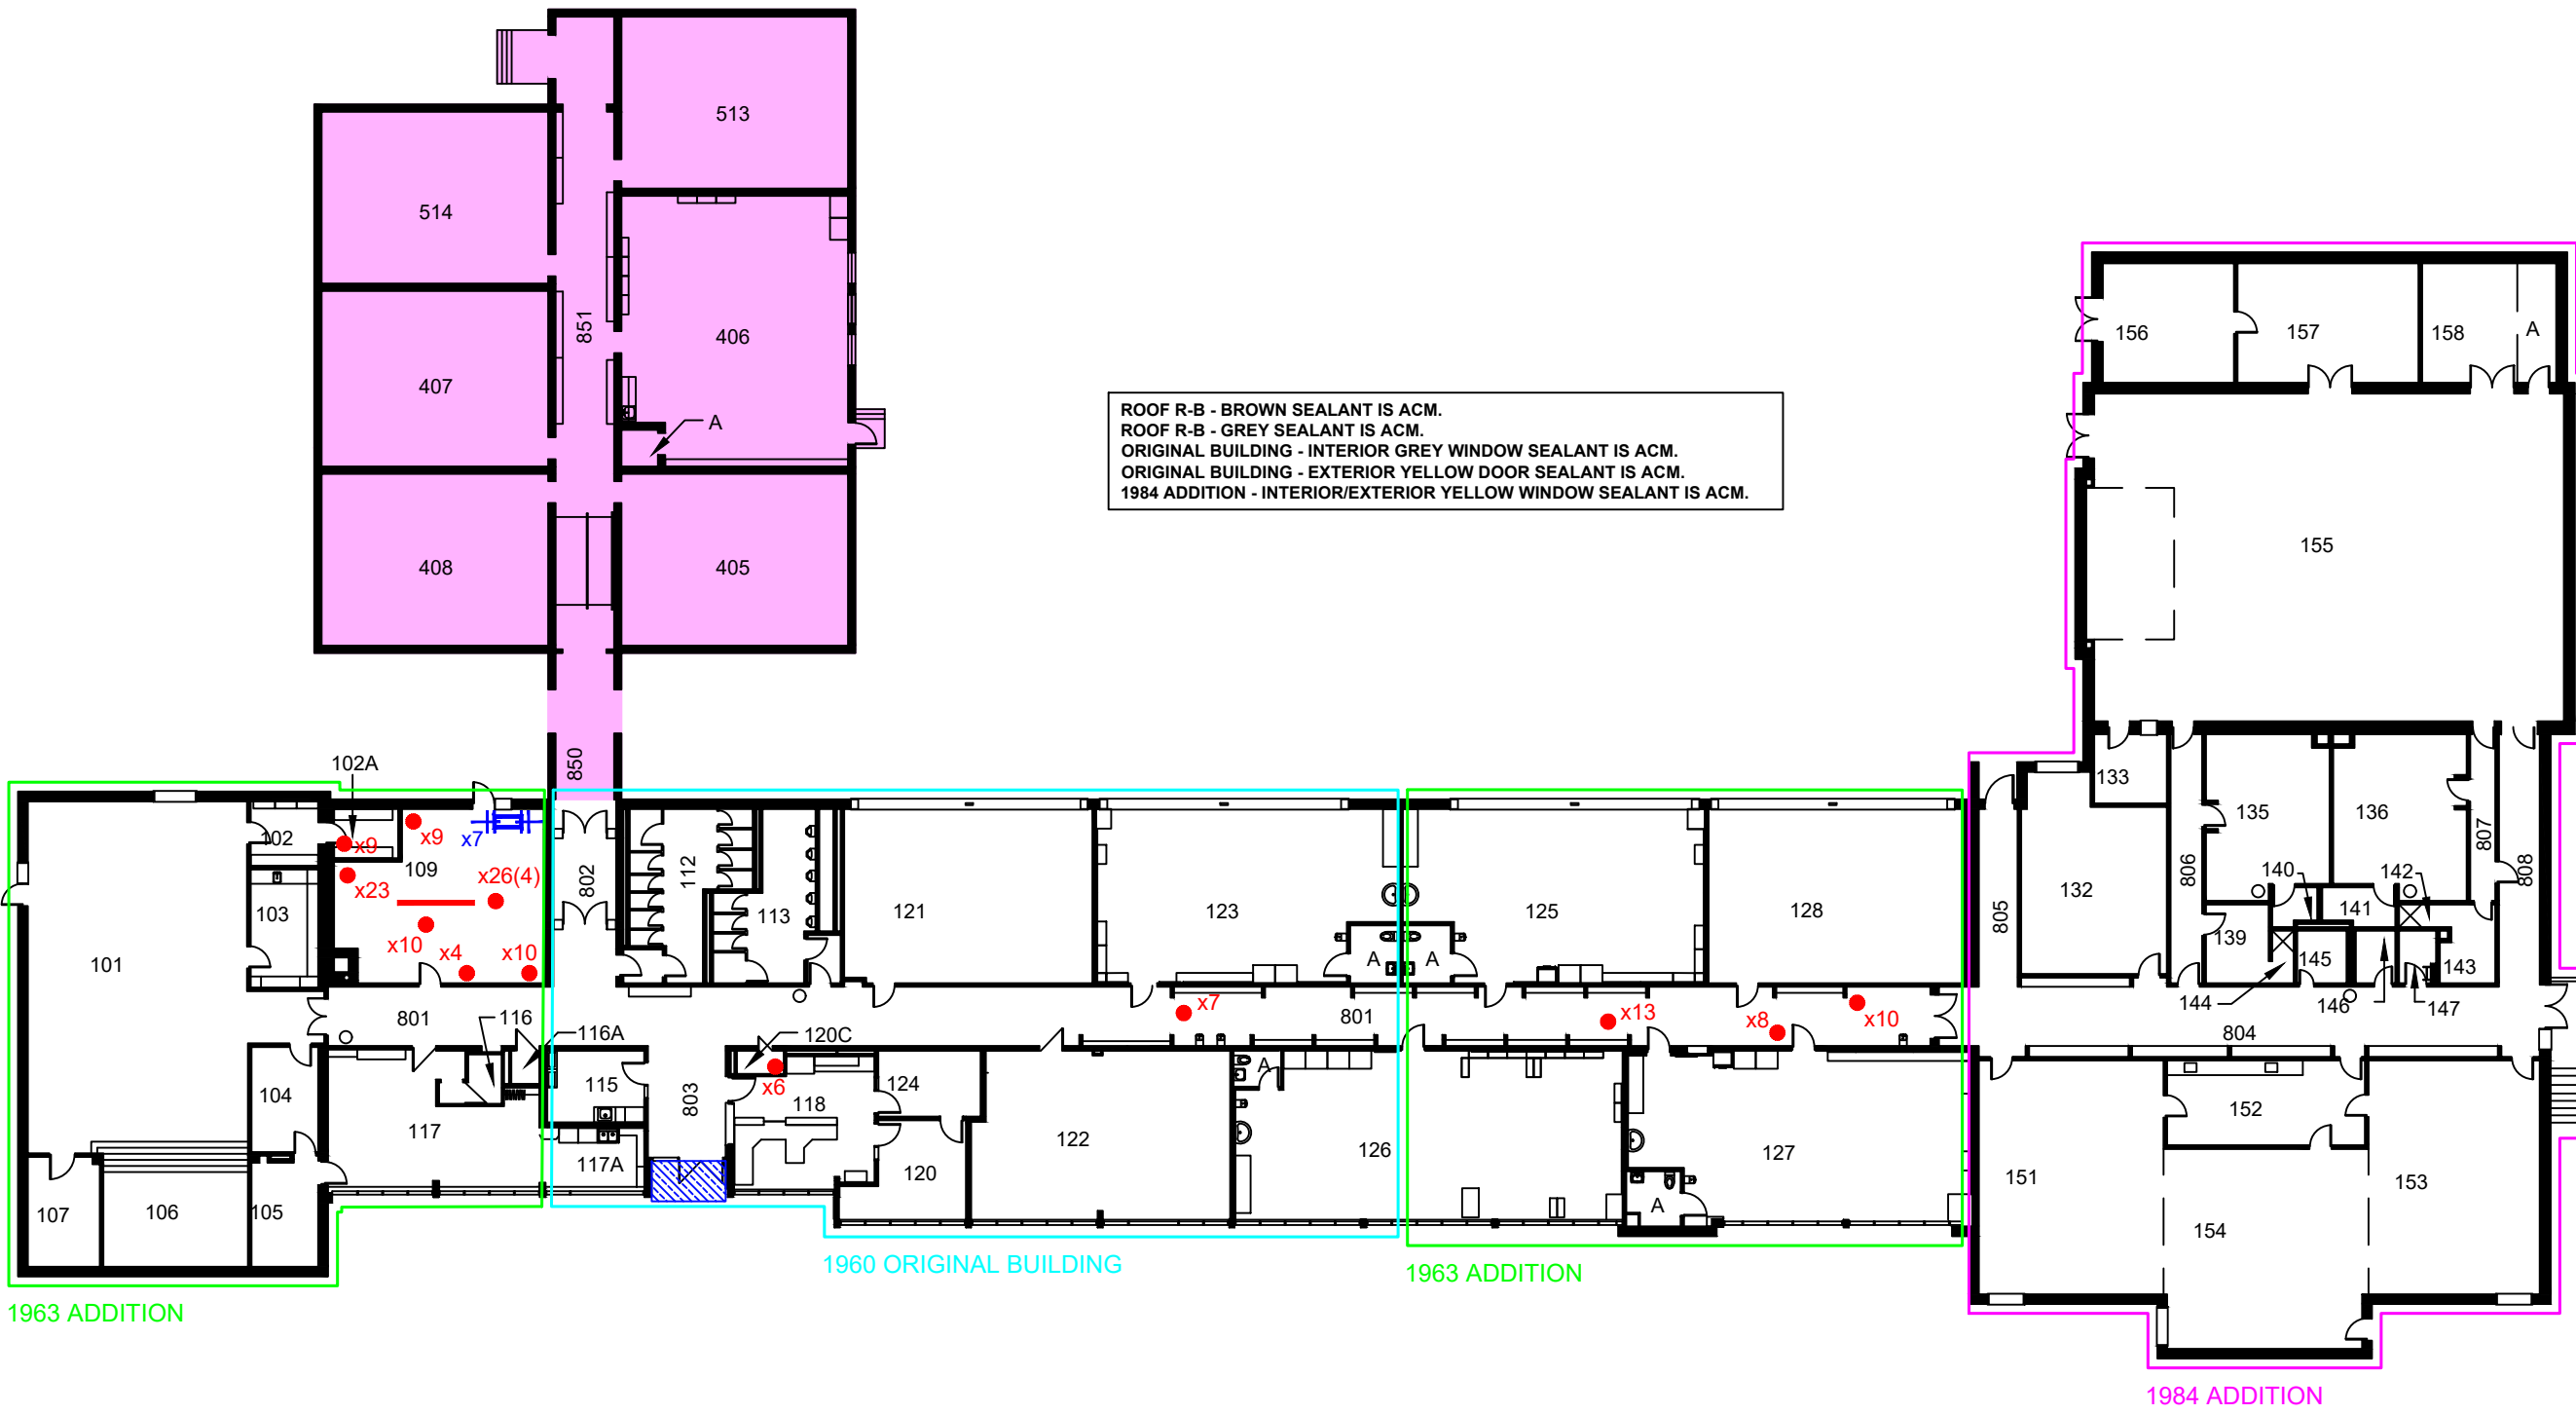 513
514
851
406
407
A
408
405
ROOF R-B - BROWN SEALANT IS ACM.
ROOF R-B - GREY SEALANT IS ACM.
ORIGINAL BUILDING - INTERIOR GREY WINDOW SEALANT IS ACM.
ORIGINAL BUILDING - EXTERIOR YELLOW DOOR SEALANT IS ACM.
1984 ADDITION - INTERIOR/EXTERIOR YELLOW WINDOW SEALANT IS ACM.
156
157
158
A
155
850
102A
102
x9
x9
x7
109
x23
x26(4)
x10
x4
x10
103
101
802
112
113
121
123
A
A
125
128
805
132
133
806
135
136
807
808
140
142
141
139
145
143
144
146
147
804
801
116
116A
120C
x7
801
x13
x8
x10
104
117
115
803
x6
118
124
A
117A
120
122
126
127
A
151
152
153
154
107
106
105
1960 ORIGINAL BUILDING
1963 ADDITION
1963 ADDITION
1984 ADDITION